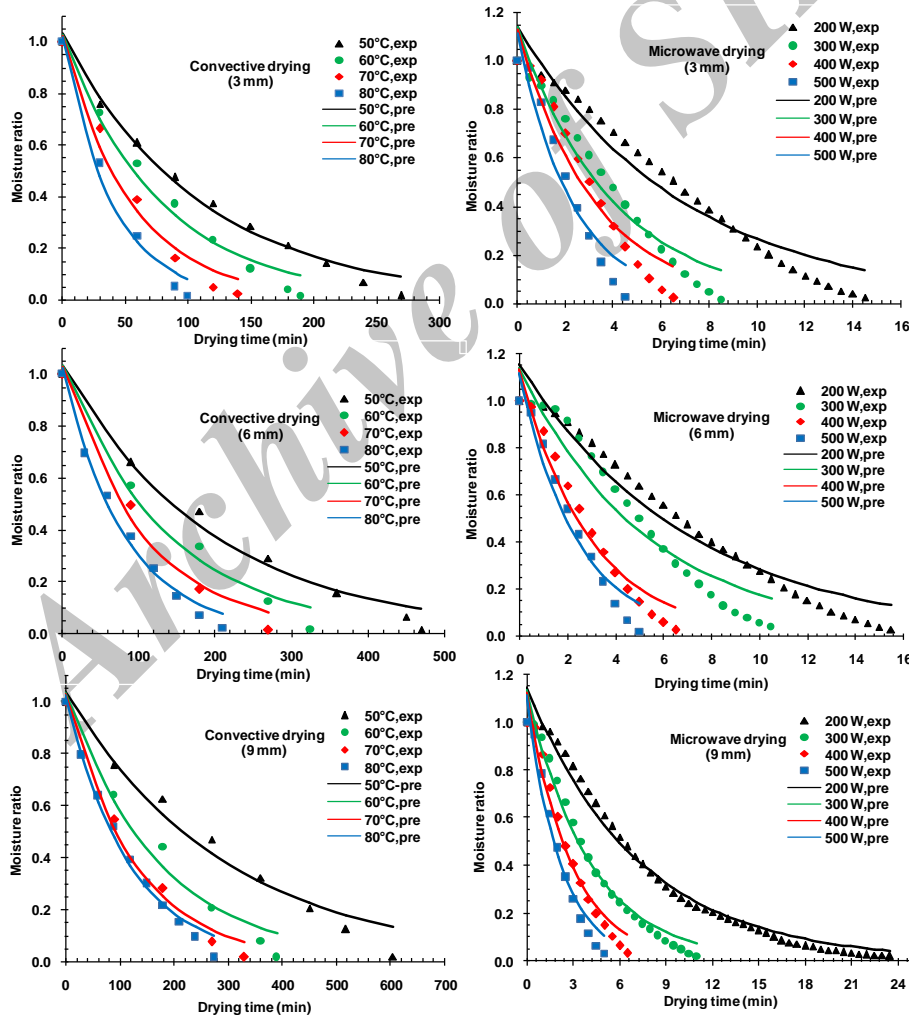 Archive of SI
Convective drying
(3 mm)
50°C,exp
60°C,exp
70°C,exp
80°C,exp
50°C,pre
60°C,pre
70°C,pre
80°C,pre
Moisture ratio
1.0
0.8
0.6
0.4
0.2
0.0
0 60 120 180 240 300
Drying time (min)
Microwave drying
(3 mm)
200 W,exp
300 W,exp
400 W,exp
500 W,exp
200 W,pre
300 W,pre
400 W,pre
500 W,pre
Moisture ratio
1.2
1.0
0.8
0.6
0.4
0.2
0.0
0 2 4 6 8 10 12 14 16
Drying time (min)
Convective drying
(6 mm)
50°C,exp
60°C,exp
70°C,exp
80°C,exp
50°C,pre
60°C,pre
70°C,pre
80°C,pre
Moisture ratio
1.0
0.8
0.6
0.4
0.2
0.0
0 100 200 300 400 500
Drying time (min)
Microwave drying
(6 mm)
200 W,exp
300 W,exp
400 W,exp
500 W,exp
200 W,pre
300 W,pre
400 W,pre
500 W,pre
Moisture ratio
1.2
1.0
0.8
0.6
0.4
0.2
0.0
0 2 4 6 8 10 12 14 16
Drying time (min)
Convective drying
(9 mm)
50°C,exp
60°C,exp
70°C,exp
80°C,exp
50°C-pre
60°C,pre
70°C,pre
80°C,pre
Moisture ratio
1.0
0.8
0.6
0.4
0.2
0.0
0 100 200 300 400 500 600 700
Drying time (min)
Microwave drying
(9 mm)
200 W,exp
300 W,exp
400 W,exp
500 W,exp
200 W,pre
300 W,pre
400 W,pre
500 W,pre
Moisture ratio
1.2
1.0
0.8
0.6
0.4
0.2
0.0
0 3 6 9 12 15 18 21 24
Drying time (min)